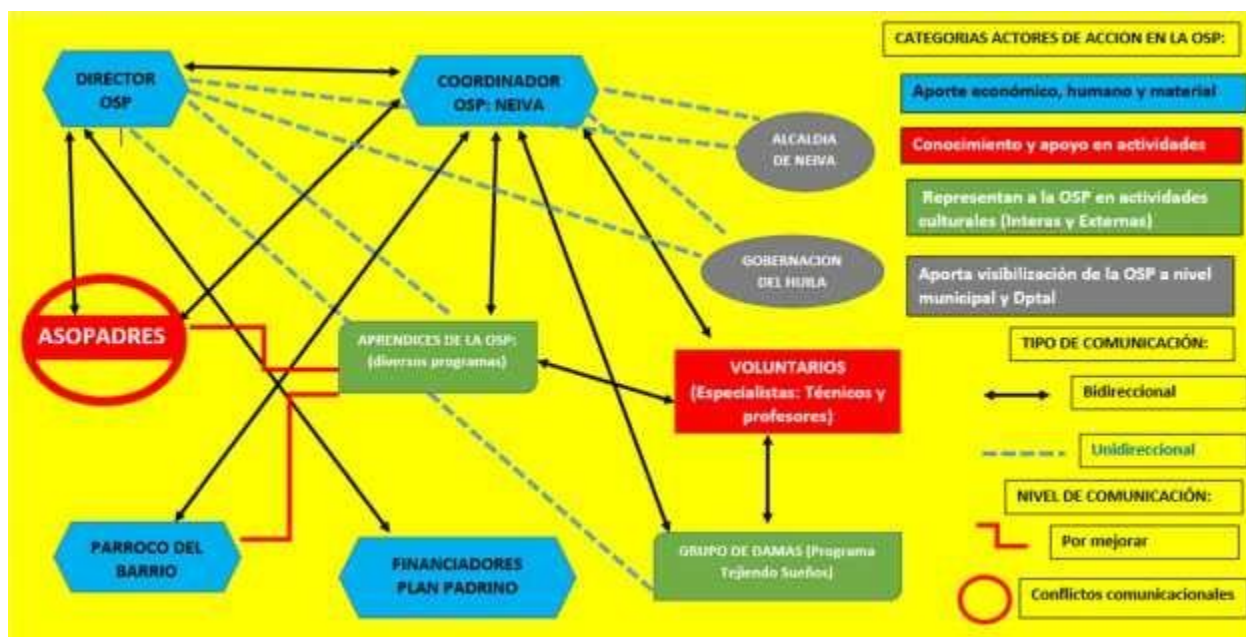 DIRECTOR
OSP
COORDINADOR
OSP: NEIVA
ALCALDIA
DE NEIVA
GOBERNACION
DEL HUILA
ASOPADRES
APRENDICES DE LA OSP:
(diversos programas)
VOLUNTARIOS
(Especialistas: Técnicos y
profesores)
PARROCO DEL
BARRIO
FINANCIADORES
PLAN PADRINO
GRUPO DE DAMAS (Programa
Tejiendo Sueños)
CATEGORIAS ACTORES DE ACCION EN LA OSP:
Aporte económico, humano y material
Conocimiento y apoyo en actividades
Representan a la OSP en actividades
culturales (Interas y Externas)
Aporta visibilización de la OSP a nivel
municipal y Dptal
TIPO DE COMUNICACIÓN:
Bidireccional
Unidireccional
NIVEL DE COMUNICACIÓN:
Por mejorar
Conflictos comunicacionales